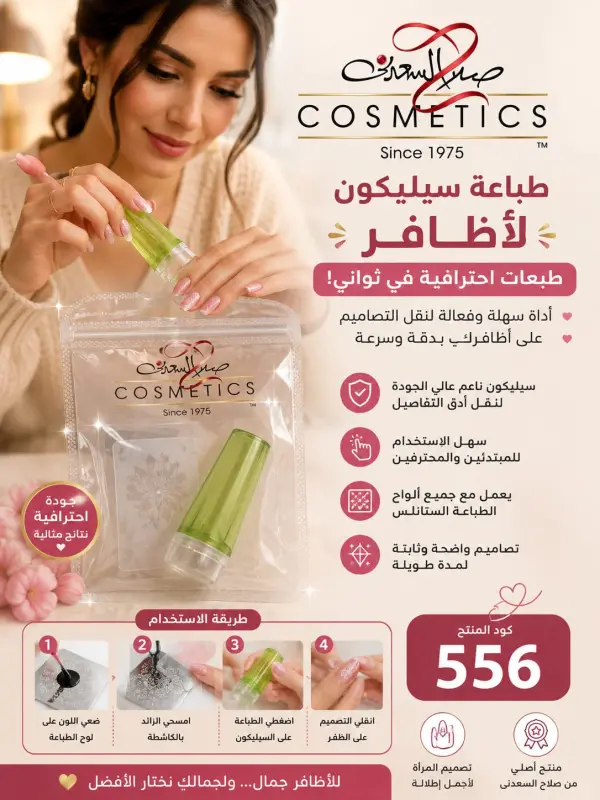 صلاح السعدنى
COSMETICS
TM
Since 1975
طباعة سيليكون
لأظافر
طبعات احترافية في ثواني!
أداة سهلة وفعالة لنقل التصاميم
على أظافركِ بدقة وسرعة
سيليكون ناعم عالي الجودة
لنقل أدق التفاصيل
سهل الاستخدام
للمبتدئين والمحترفين
يعمل مع جميع ألواح
الطباعة الستانلس
تصاميم واضحة وثابتة
لمدة طويلة
صلاح السعدنى
COSMETICS
Since 1975
جودة
احترافية
نتائج مثالية
طريقة الاستخدام
1
ضعي اللون على
لوح الطباعة
2
امسحي الزائد
بالكاشطة
3
اضغطي الطباعة
على السيليكون
4
انقلي التصميم
على الظفر
كود المنتج
556
منتج أصلي
من صلاح السعدنى
تصميم المرأة
لأجمل إطلالة
للأظافر جمال... ولجمالكِ نختار الأفضل